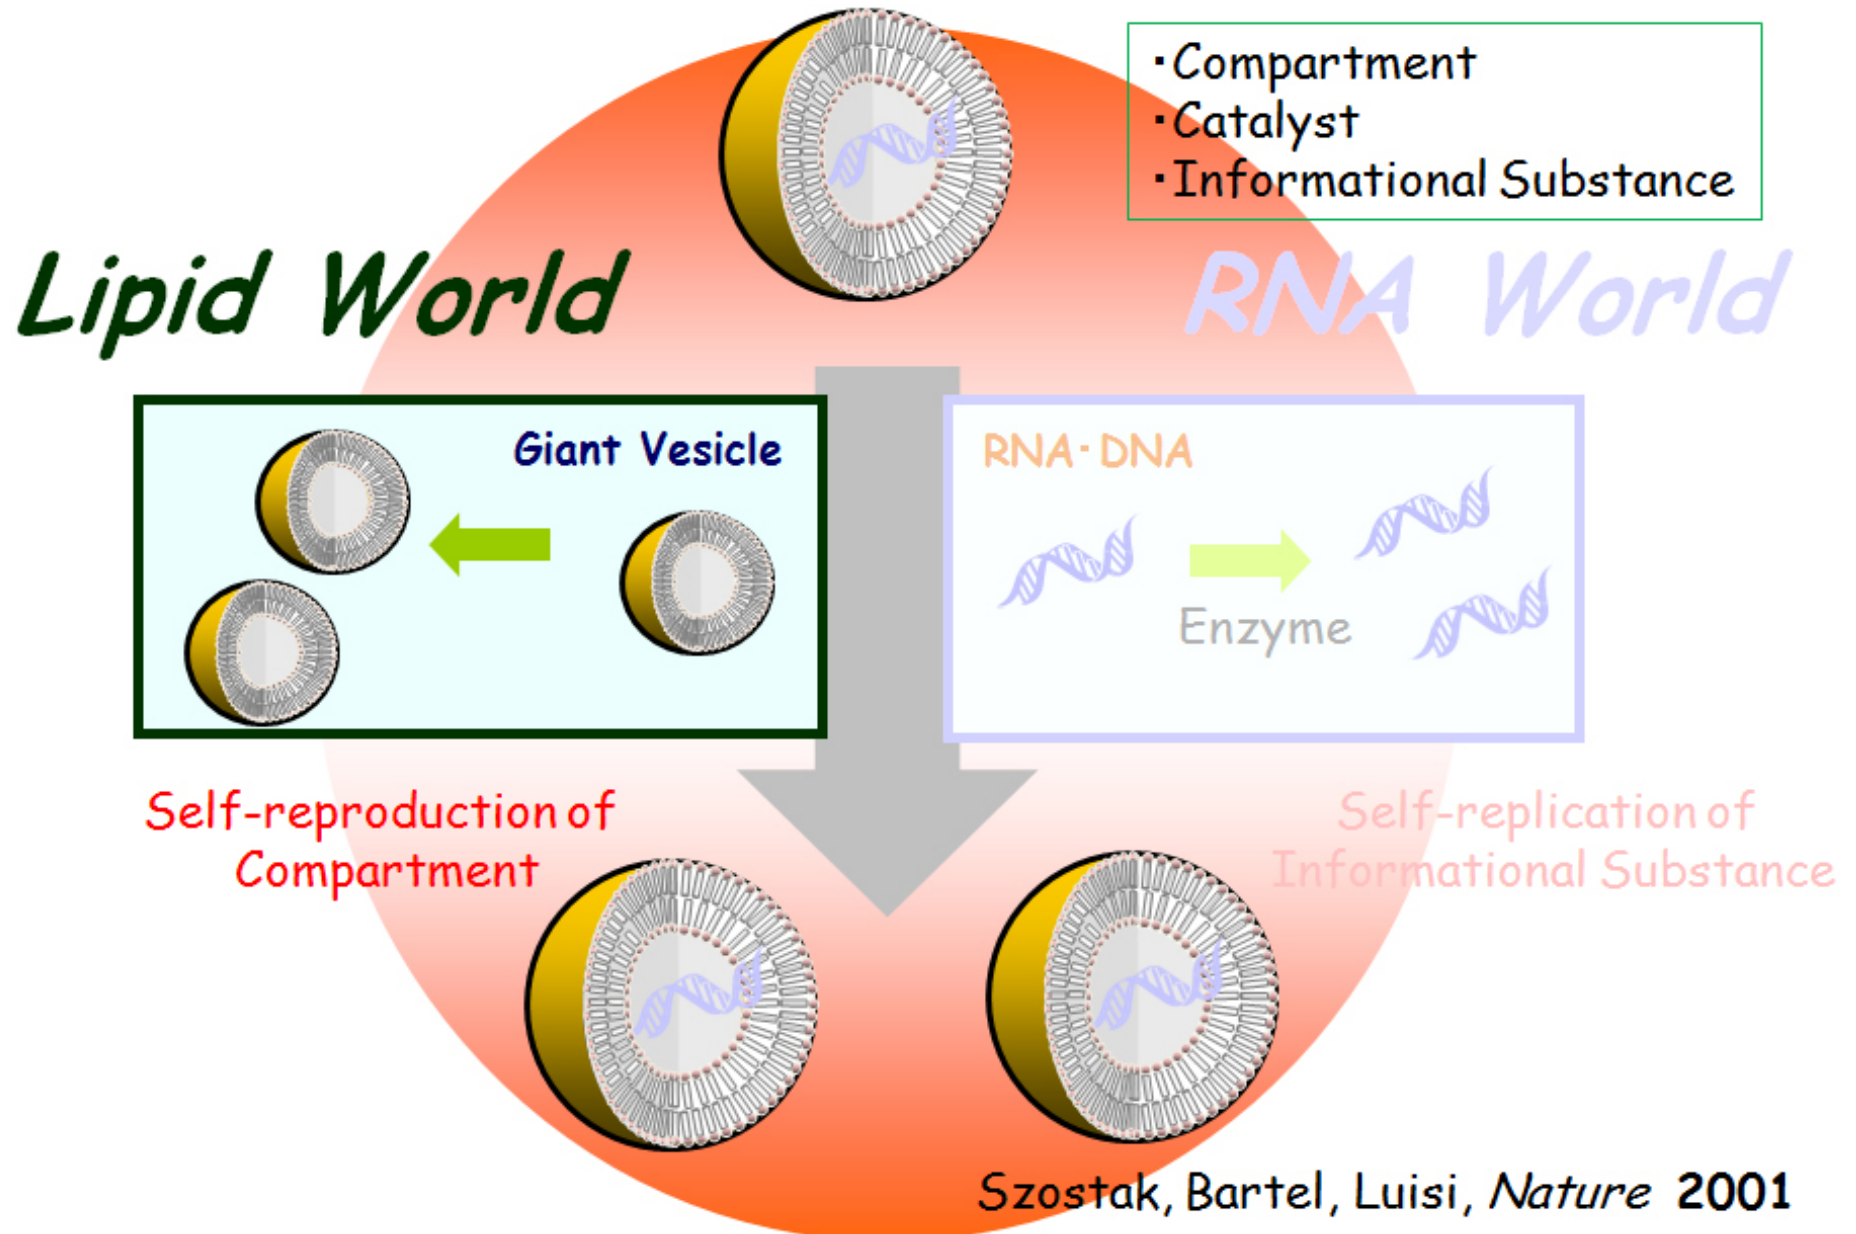 ・Compartment
・Catalyst
・Informational Substance
Lipid World
RNA World
Giant Vesicle
RNA・DNA
Enzyme
Self-reproduction of
Compartment
Self-replication of
Informational Substance
Szostak, Bartel, Luisi, Nature 2001